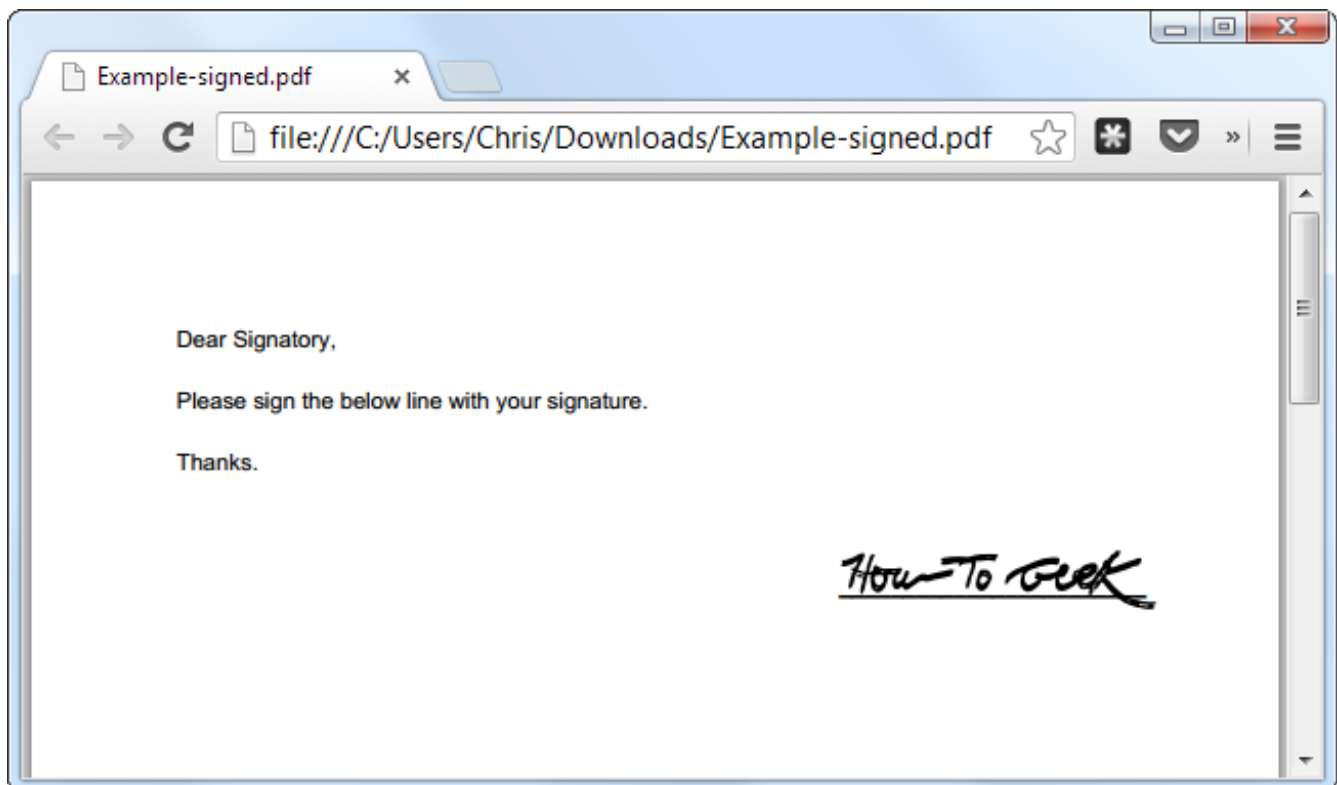 Example-signed.pdf
file:///C:/Users/Chris/Downloads/Example-signed.pdf
Dear Signatory,
Please sign the below line with your signature.
Thanks.
How-To Geek